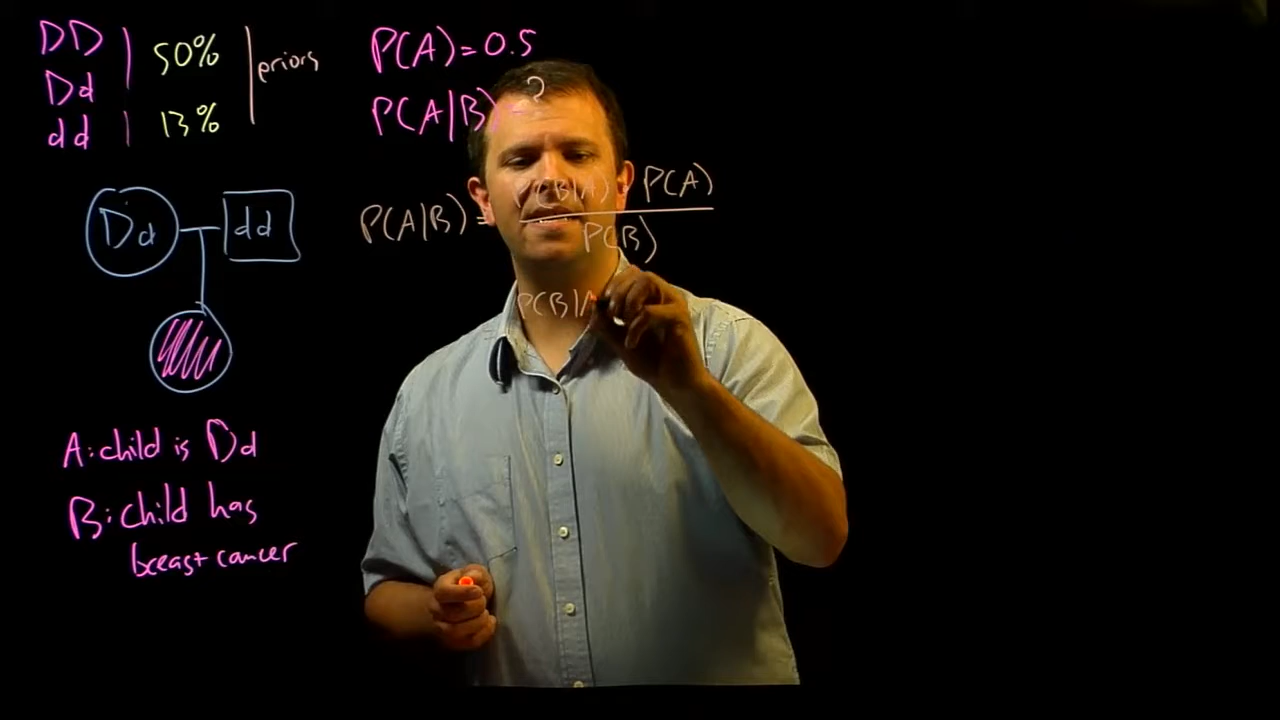 DD
Dd
dd
50%
13%
priors
P(A)=0.5
P(A|B)=?
P(A|B)=
P(B|A) P(A)
P(B)
P(B|A
Dd
dd
A: child is Dd
B: child has
breast cancer